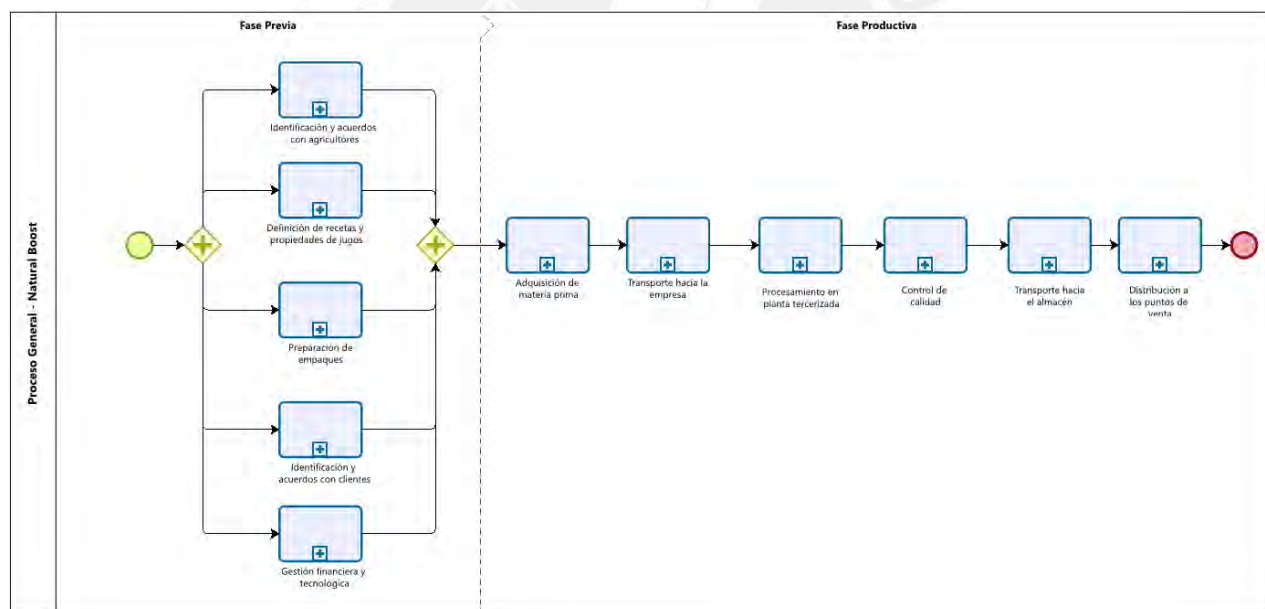 Fase Previa
Fase Productiva
Proceso General - Natural Boost
Identificación y acuerdos
con agricultores
Definición de recetas y
propiedades de jugos
Preparación de
empaques
Identificación y
acuerdos con clientes
Gestión financiera y
tecnológica
Adquisición de
materia prima
Transporte hacia la
empresa
Procesamiento en
planta tercerizada
Control de
calidad
Transporte hacia
el almacén
Distribución a
los puntos de
venta